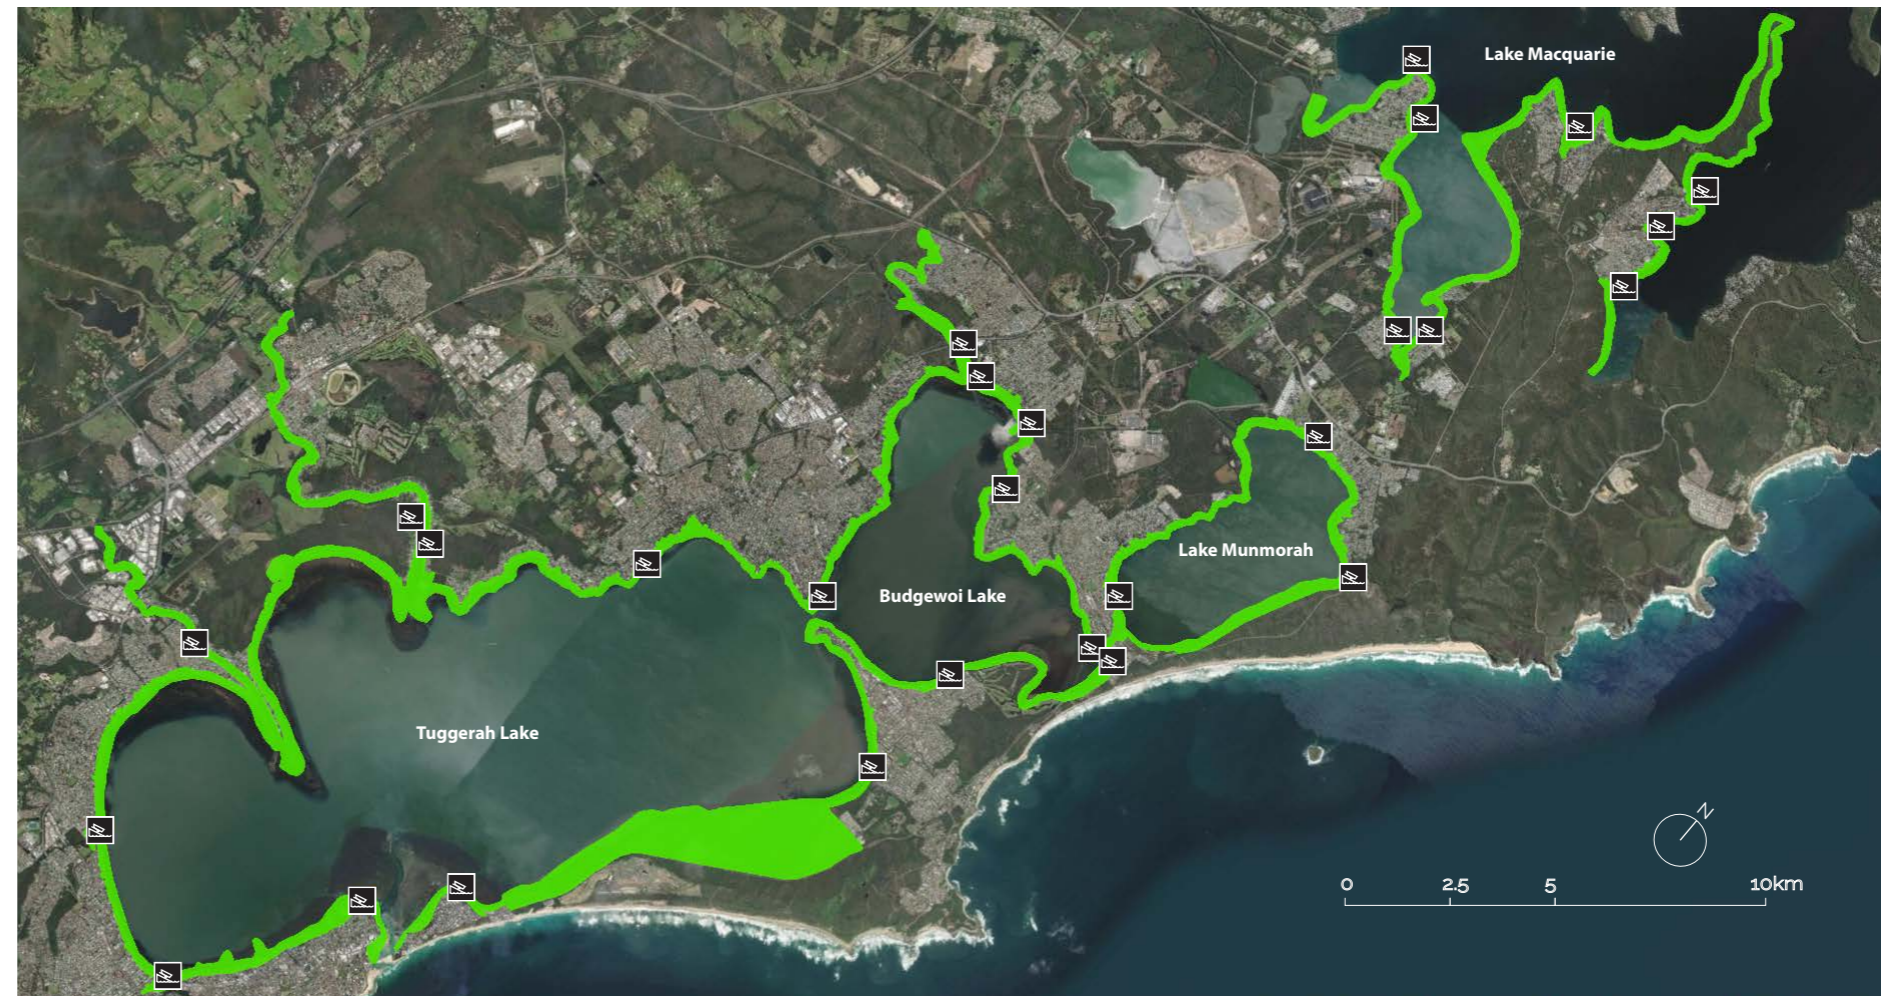 Lake Macquarie
Lake Munmorah
Budgewoi Lake
Tuggerah Lake
N
0 2.5 5 10km